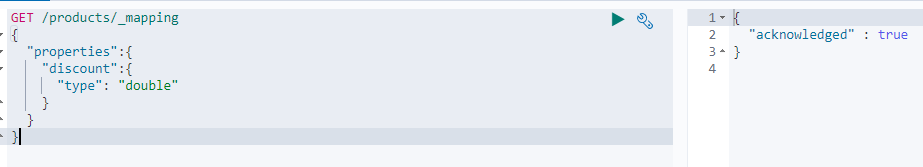 GET /products/_mapping
{
  "properties":{
    "discount":{
      "type": "double"
    }
  }
}
1 {
2   "acknowledged" : true
3 }
4